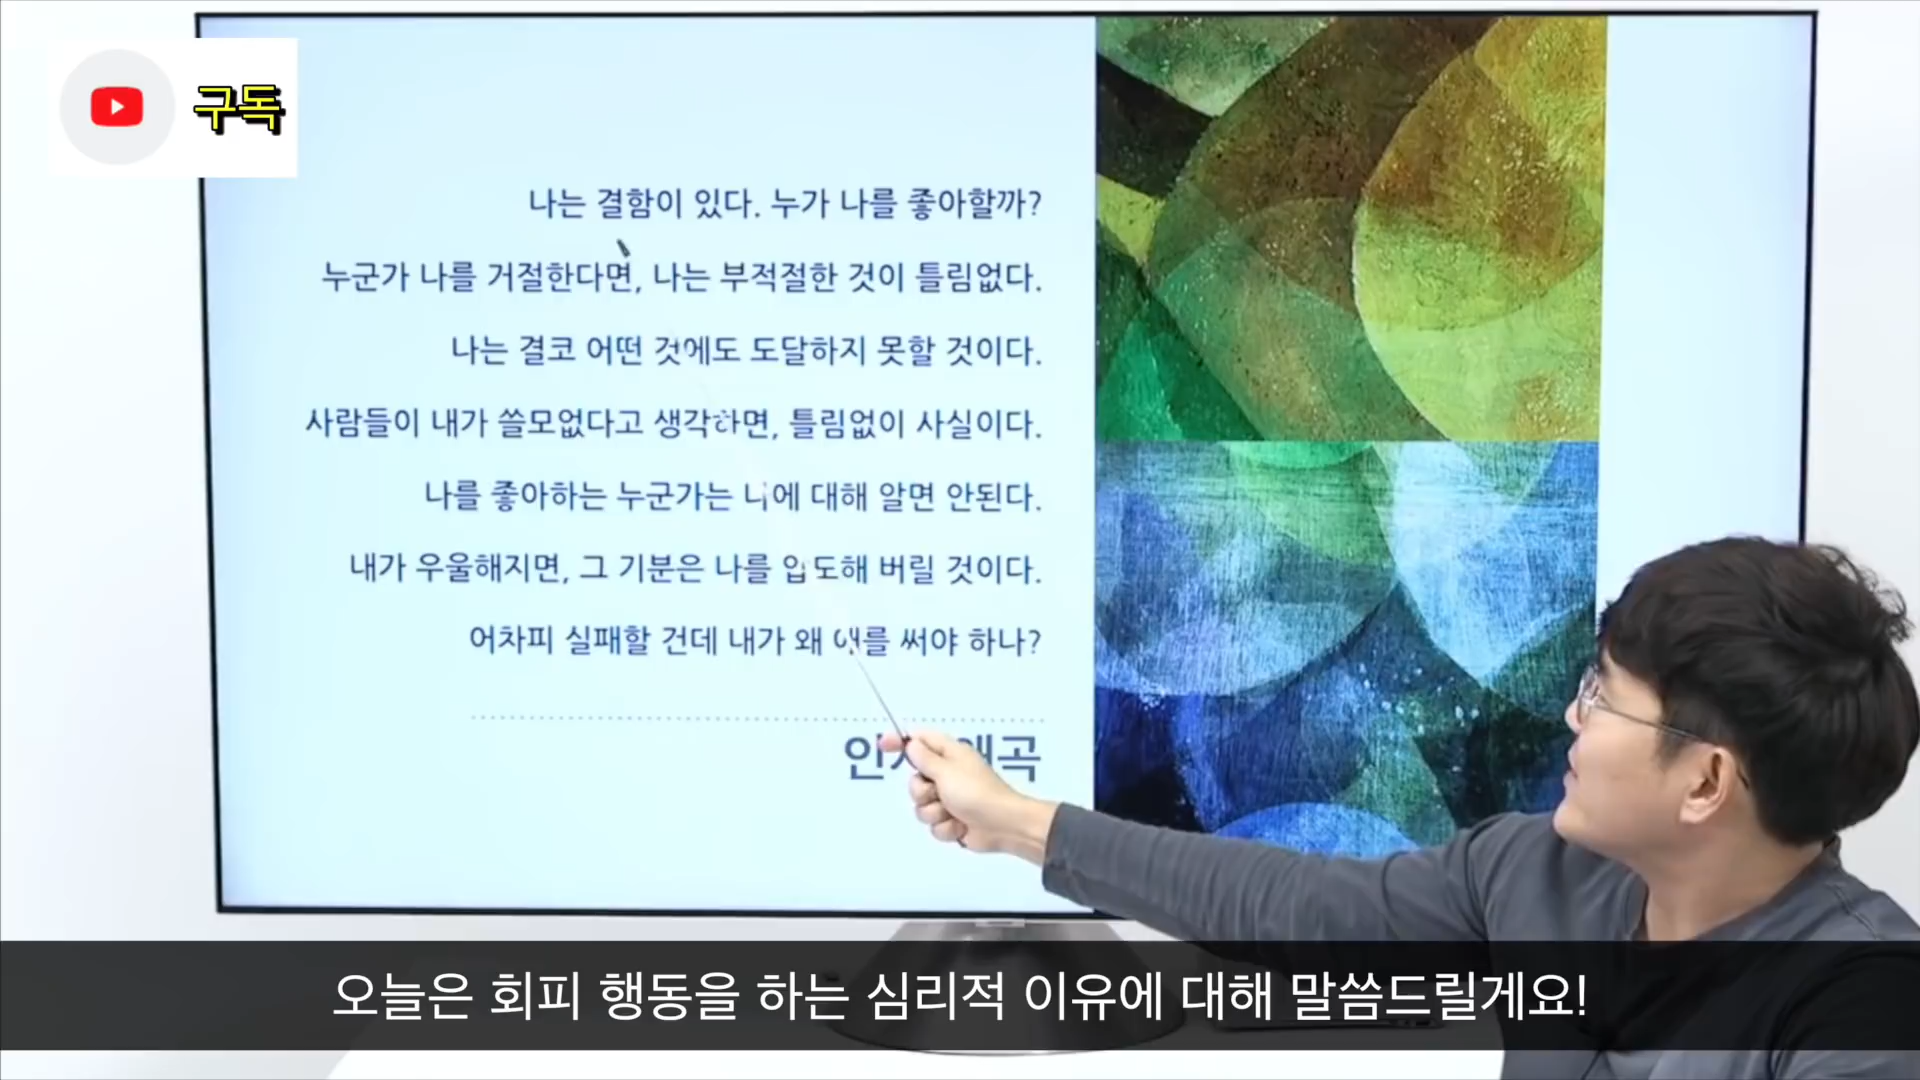 구독
나는 결함이 있다. 누가 나를 좋아할까?
누군가 나를 거절한다면, 나는 부적절한 것이 틀림없다.
나는 결코 어떤 것에도 도달하지 못할 것이다.
사람들이 내가 쓸모없다고 생각하면, 틀림없이 사실이다.
나를 좋아하는 누군가는 나에 대해 알면 안된다.
내가 우울해지면, 그 기분은 나를 압도해 버릴 것이다.
어차피 실패할 건데 내가 왜 애를 써야 하나?
오늘은 회피 행동을 하는 심리적 이유에 대해 말씀드릴게요!